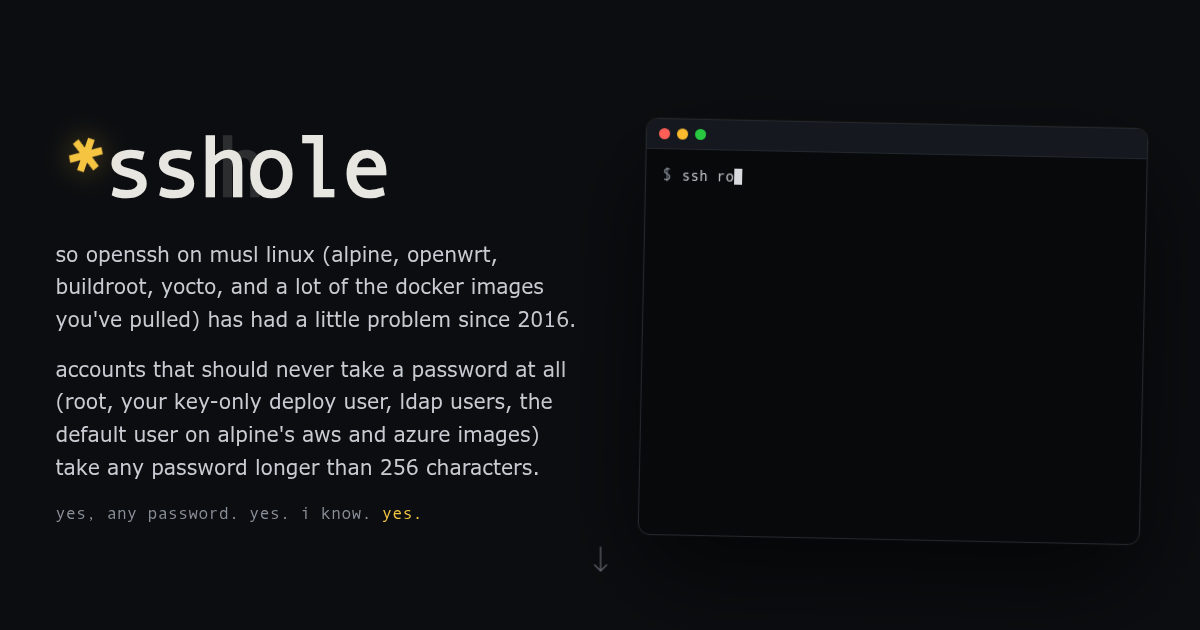 *sshole
so openssh on musl linux (alpine, openwrt,
buildroot, yocto, and a lot of the docker images
you've pulled) has had a little problem since 2016.
accounts that should never take a password at all
(root, your key-only deploy user, ldap users, the
default user on alpine's aws and azure images)
take any password longer than 256 characters.
yes, any password. yes. i know. yes.
$ ssh ro